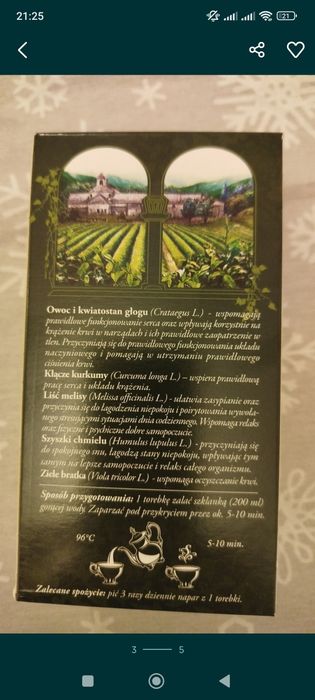 21:25
21
Owoc i kwiatostan głogu (Crataegus L.) - wspomagają
prawidłowe funkcjonowanie serca oraz wpływają korzystnie na
krążenie krwi w narządach i ich prawidłowe zaopatrzenie w
tlen. Przyczyniają się do prawidłowego funkcjonowania układu
naczyniowego i pomagają w utrzymaniu prawidłowego
ciśnienia krwi.
Kłącze kurkumy (Curcuma longa L.) – wspiera prawidłową
pracę serca i układu krążenia.
Liść melisy (Melissa officinalis L.) - ułatwia zasypianie oraz
przyczynia się do łagodzenia niepokoju i poirytowania wywoła-
nego stresującymi sytuacjami dnia codziennego. Wspomaga relaks
oraz fizyczne i psychiczne dobre samopoczucie.
Szyszki chmielu (Humulus lupulus L.) - przyczyniają się
do spokojnego snu, łagodzą stany niepokoju, wpływając tym
samym na lepsze samopoczucie i relaks całego organizmu.
Ziele bratka (Viola tricolor L.) - wspomaga oczyszczanie krwi.
Sposób przygotowania: 1 torebkę zalać szklanką (200 ml)
gorącej wody. Zaparzać pod przykryciem przez ok. 5-10 min.
96°C
5-10 min.
Zalecane spożycie: pić 3 razy dziennie napar z 1 torebki.
3
5